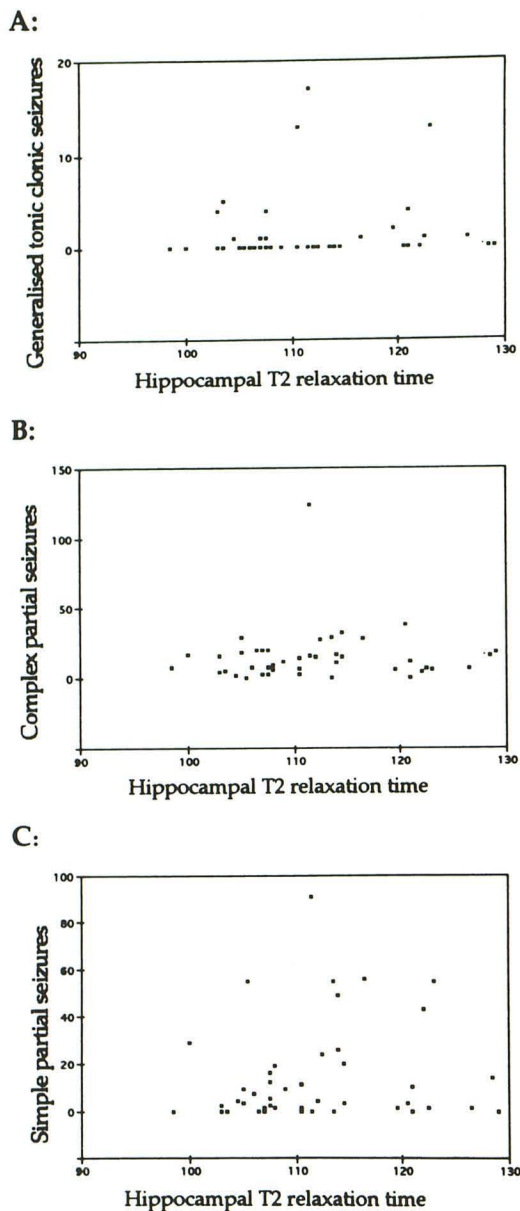 A:
Generalised tonic clonic seizures
20
10
0
90 100 110 120 130
Hippocampal T2 relaxation time
B:
Complex partial seizures
150
100
50
0
90 100 110 120 130
Hippocampal T2 relaxation time
C:
Simple partial seizures
100
80
60
40
20
0
90 100 110 120 130
Hippocampal T2 relaxation time